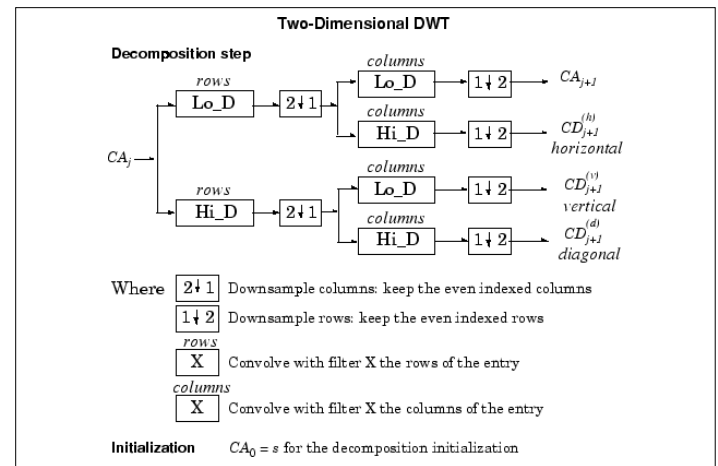 Two-Dimensional DWT
Decomposition step
columns
rows
Lo_D
1↓2
CA_{j+1}
Lo_D
2↓1
columns
Hi_D
1↓2
CD_{j+1}^{(h)}
horizontal
CA_j
columns
rows
Lo_D
1↓2
CD_{j+1}^{(v)}
vertical
Hi_D
2↓1
columns
Hi_D
1↓2
CD_{j+1}^{(d)}
diagonal
Where 2↓1 Downsample columns: keep the even indexed columns
1↓2 Downsample rows: keep the even indexed rows
rows
X Convolve with filter X the rows of the entry
columns
X Convolve with filter X the columns of the entry
Initialization CA_0 = s for the decomposition initialization